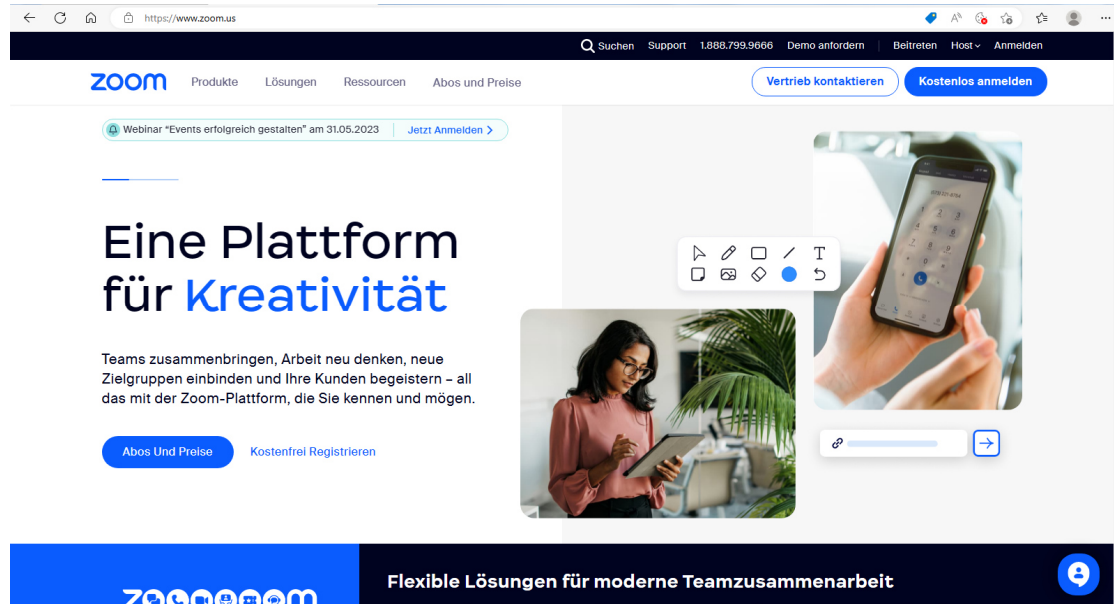 https://www.zoom.us
Suchen Support 1.888.799.9666 Demo anfordern Beitreten Host Anmelden
zoom Produkte Lösungen Ressourcen Abos und Preise Vertrieb kontaktieren Kostenlos anmelden
Webinar “Events erfolgreich gestalten” am 31.05.2023 Jetzt Anmelden
Eine Plattform
für Kreativität
Teams zusammenbringen, Arbeit neu denken, neue
Zielgruppen einbinden und Ihre Kunden begeistern – all
das mit der Zoom-Plattform, die Sie kennen und mögen.
Abos Und Preise Kostenfrei Registrieren
Flexible Lösungen für moderne Teamzusammenarbeit